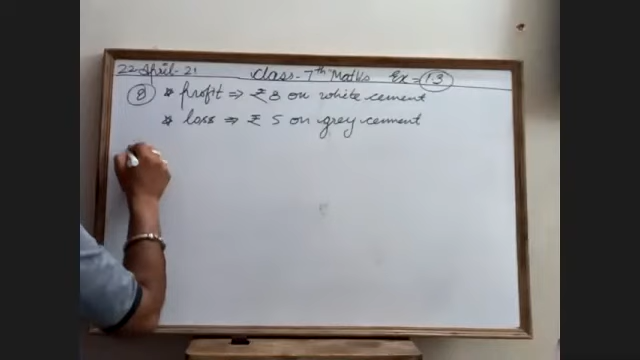 22 April-21 Class-7th Maths Ex-1.3
8 * Profit ⇒ ₹ 8 on white cement
* loss ⇒ ₹ 5 on grey cement